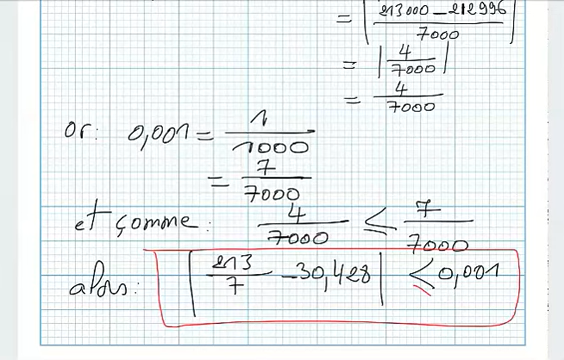 = |213000 - 212996 / 7000|
= |4/7000|
= 4/7000
or: 0,001 = 1/1000
= 7/7000
et comme: 4/7000 ≤ 7/7000
alors: |213/7 - 30,428| ≤ 0,001